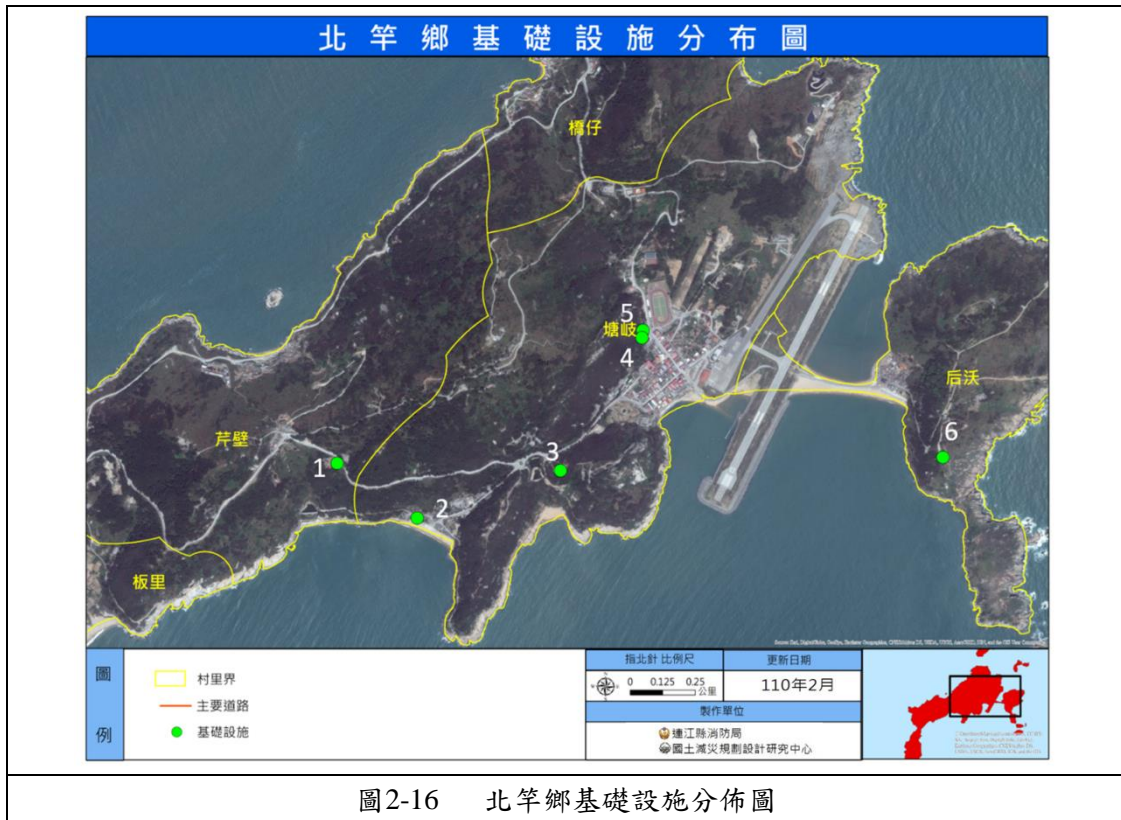 北竿鄉基礎設施分布圖
橋仔
5
塘岐
4
后沃
6
芹壁
1
3
2
板里
圖例
村里界
主要道路
基礎設施
指北針 比例尺
0 0.125 0.25
公里
更新日期
110年2月
製作單位
連江縣消防局
國土減災規劃設計研究中心
圖2-16 北竿鄉基礎設施分佈圖